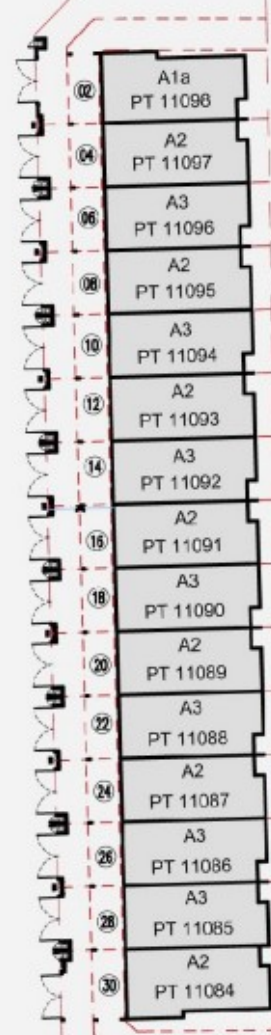 02
A1a
PT 11098
04
A2
PT 11097
06
A3
PT 11096
08
A2
PT 11095
10
A3
PT 11094
12
A2
PT 11093
14
A3
PT 11092
16
A2
PT 11091
18
A3
PT 11090
20
A2
PT 11089
22
A3
PT 11088
24
A2
PT 11087
26
A3
PT 11086
28
A3
PT 11085
30
A2
PT 11084